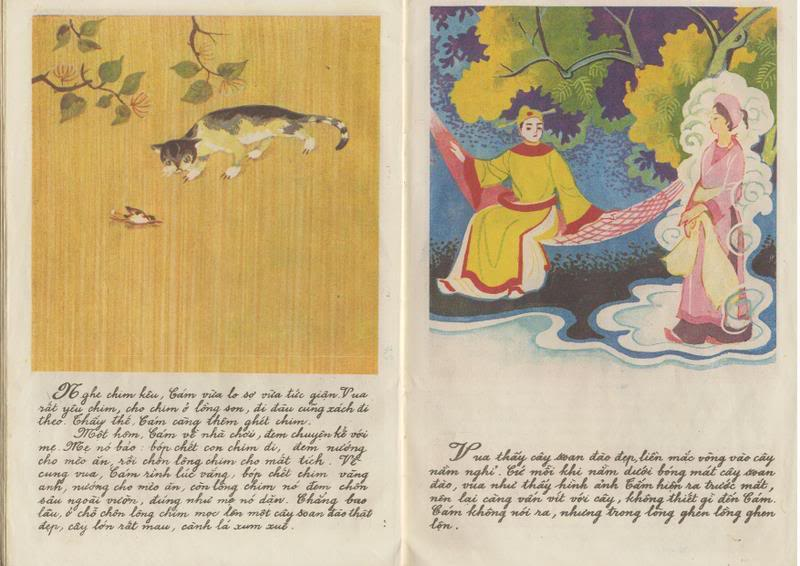 Nghe chim kêu, Cám vừa lo sợ vừa tức giận. Vua
rất yêu chim, cho chim ở lồng son, đi đâu cũng xách đi
theo. Thấy thế, Cám càng thêm ghét chim.
Một hôm, Cám về nhà chơi, đem chuyện kể với
mẹ. Mẹ nó bảo: bóp chết con chim đi, đem nướng
cho mèo ăn, rồi chôn lông chim cho mất tích. Về
cung vua, Cám rình lúc vắng, bóp chết chim vàng
anh, nướng cho mèo ăn, còn lông chim nó đem chôn
sâu ngoài vườn, đúng như mẹ nó dặn. Chẳng bao
lâu, ở chỗ chôn lông chim mọc lên một cây xoan đào thật
đẹp, cây lớn rất mau, cành lá xum xuê.
Vua thấy cây xoan đào đẹp, liền mắc võng vào cây
nằm nghỉ. Cứ mỗi khi nằm dưới bóng mát cây xoan
đào, vua như thấy hình ảnh Tấm hiện ra trước mắt,
nên lại càng vấn vít với cây, không thiết gì đến Cám.
Cám không nói ra, nhưng trong lòng ghen lồng ghen
lộn.